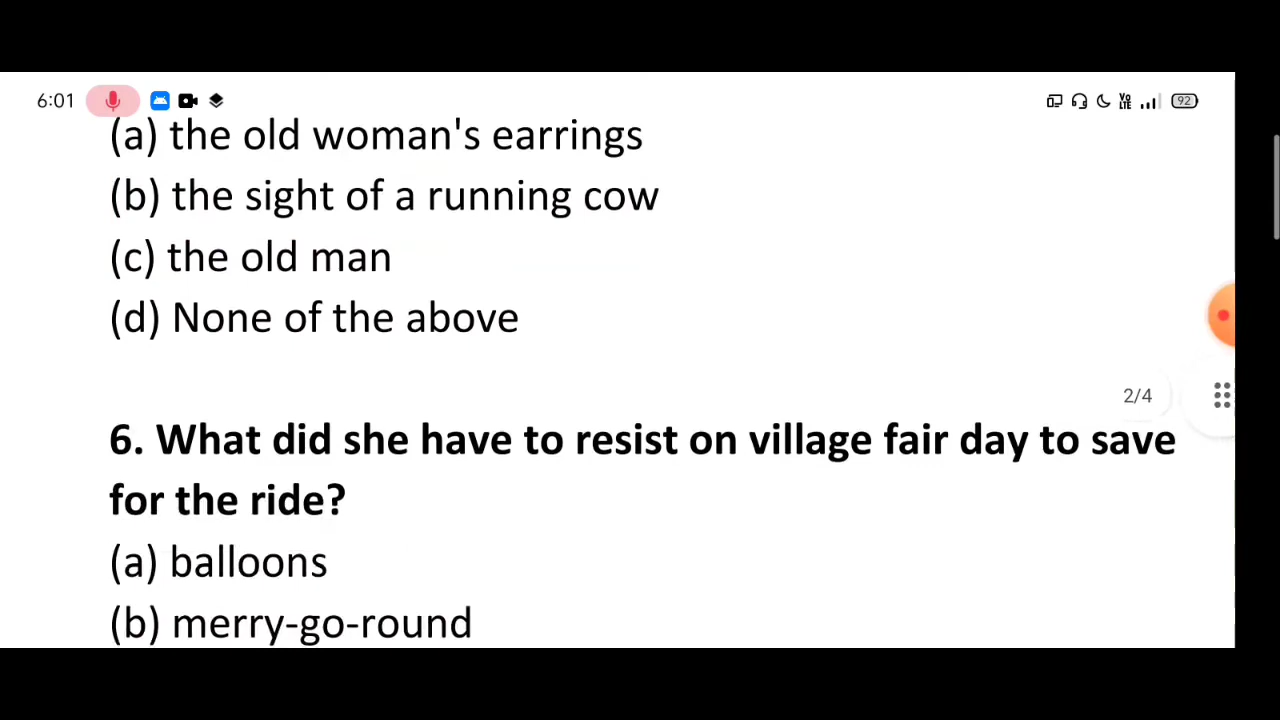 6:01 92
(a) the old woman's earrings
(b) the sight of a running cow
(c) the old man
(d) None of the above
2/4
6. What did she have to resist on village fair day to save
for the ride?
(a) balloons
(b) merry-go-round